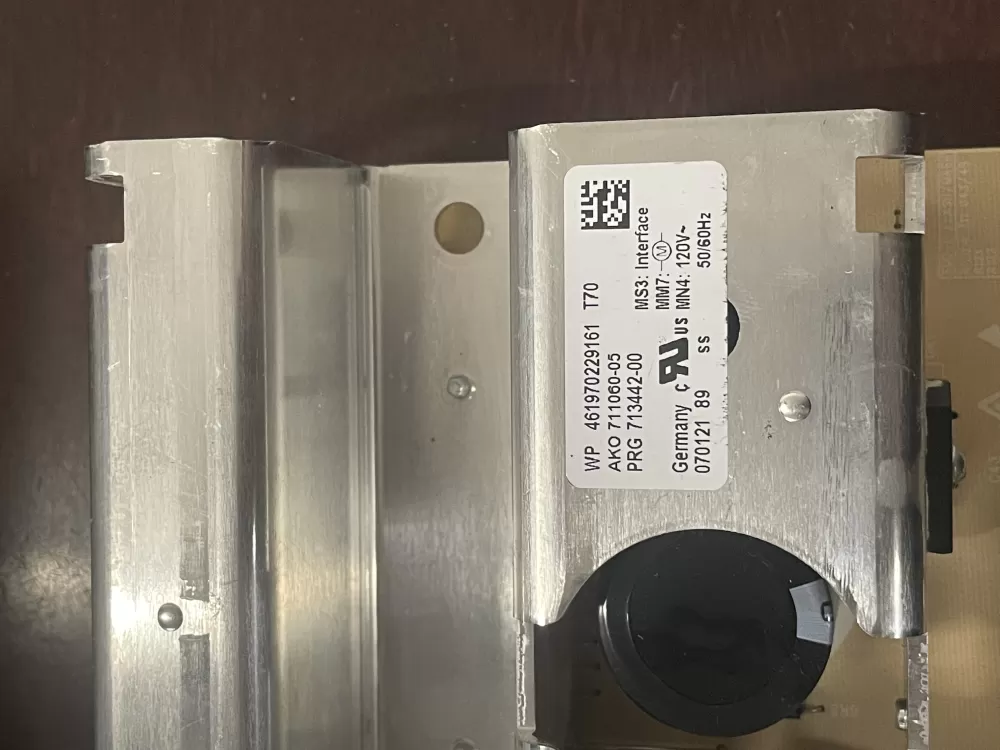 WP 461970229161 T70
AKO 711060-05
PRG 713442-00
MS3: Interface
MM7: M
Germany c UR US MN4: 120V~
070121 89 SS 50/60Hz